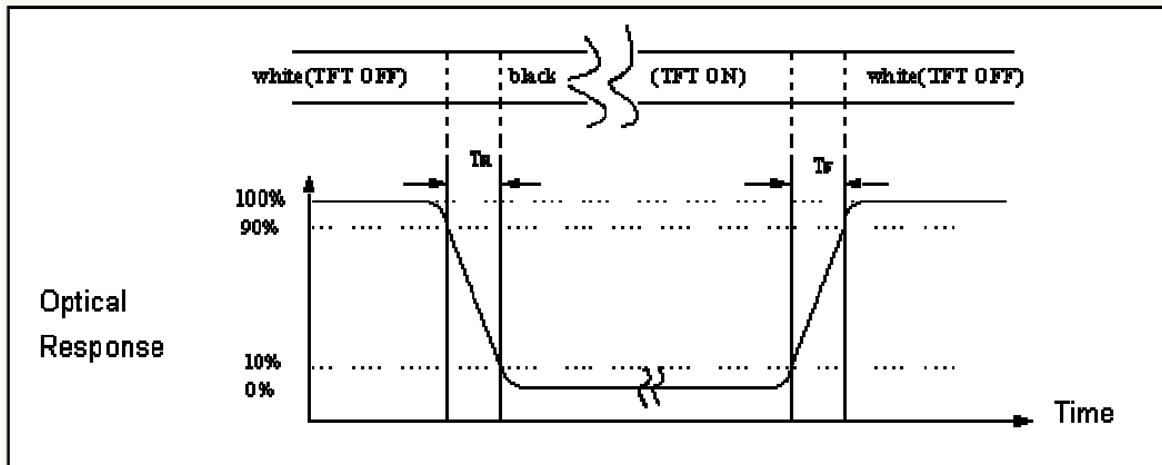 white(TFT OFF) black (TFT ON) white(TFT OFF)
TR TF
100%
90%
Optical
Response
10%
0%
Time